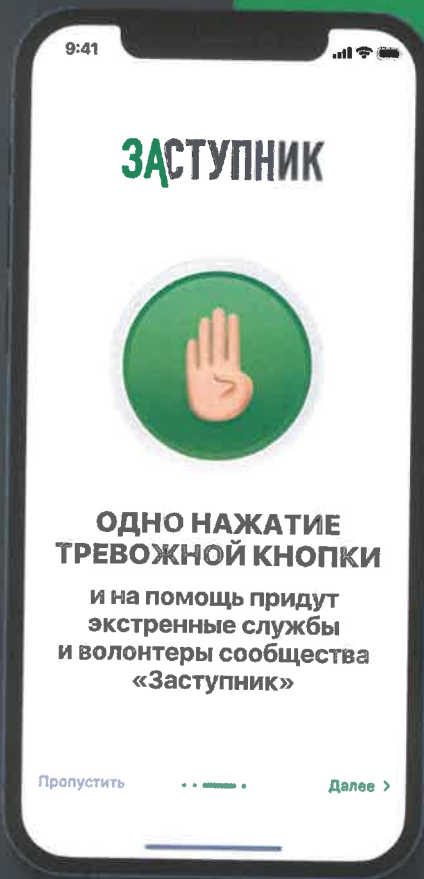 9:41
ЗАСТУПНИК
ОДНО НАЖАТИЕ
ТРЕВОЖНОЙ КНОПКИ
и на помощь придут
экстренные службы
и волонтеры сообщества
«Заступник»
Пропустить
Далее >